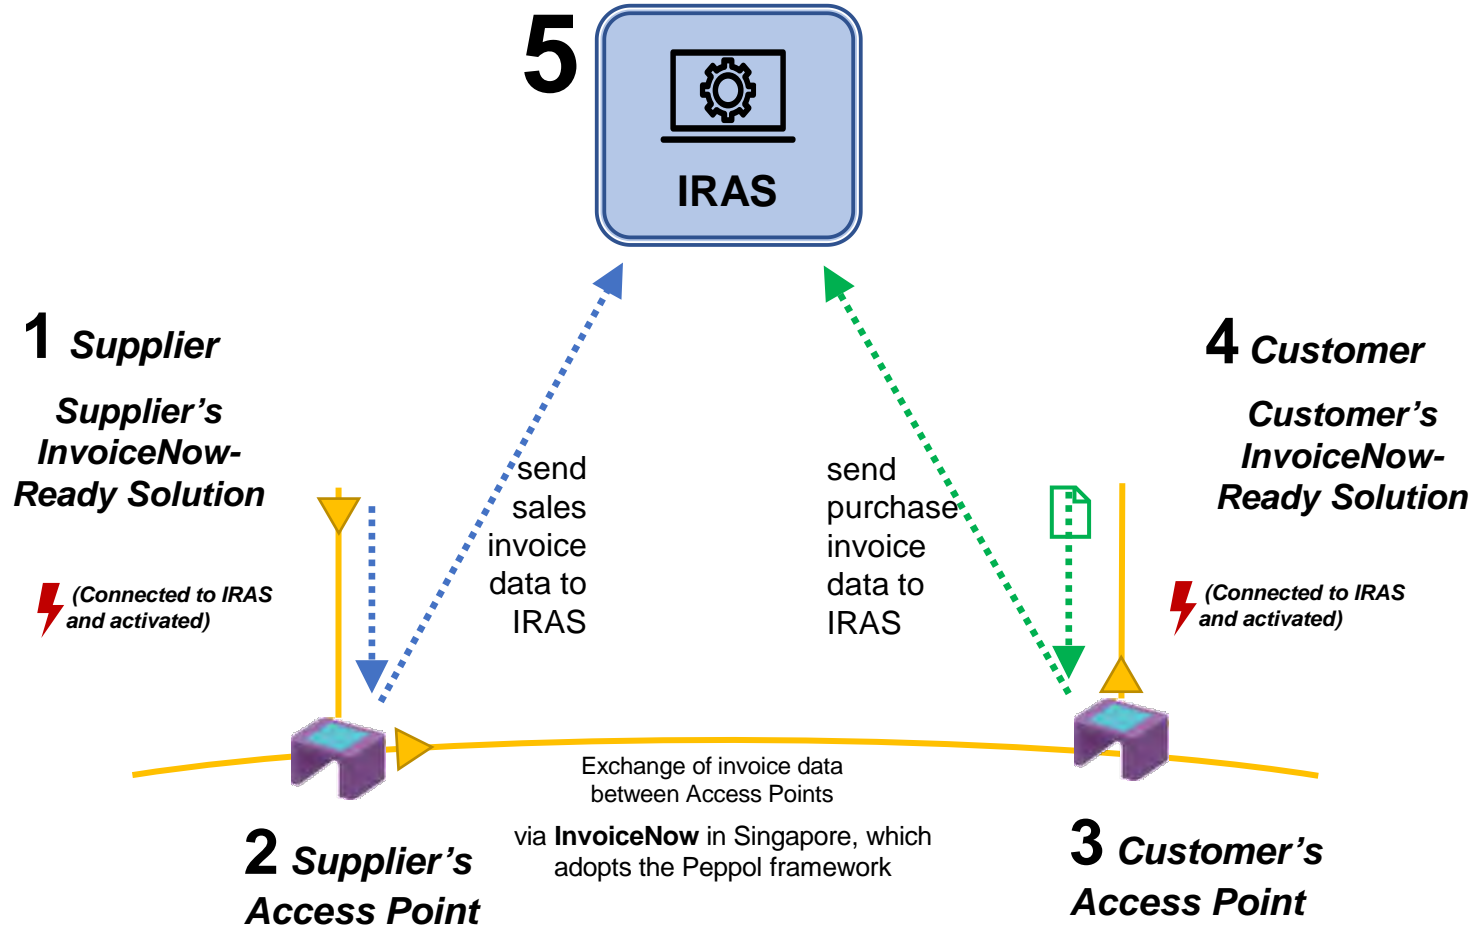 5
IRAS
1 Supplier
Supplier's
InvoiceNow-
Ready Solution
(Connected to IRAS
and activated)
send
sales
invoice
data to
IRAS
send
purchase
invoice
data to
IRAS
4 Customer
Customer's
InvoiceNow-
Ready Solution
(Connected to IRAS
and activated)
Exchange of invoice data
between Access Points
via InvoiceNow in Singapore, which
adopts the Peppol framework
2 Supplier's
Access Point
3 Customer's
Access Point